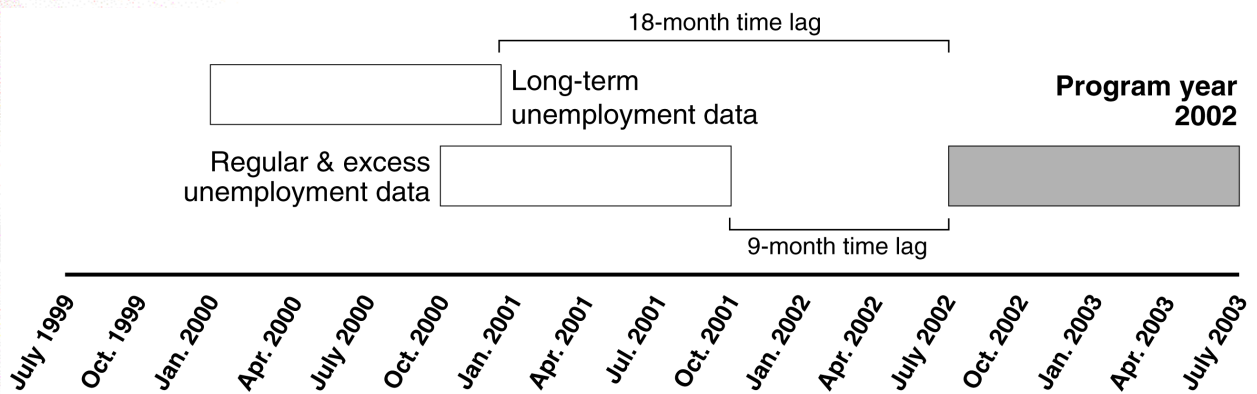 18-month time lag
Long-term
unemployment data
Program year
2002
Regular & excess
unemployment data
9-month time lag
July 1999
Oct. 1999
Jan. 2000
Apr. 2000
July 2000
Oct. 2000
Jan. 2001
Apr. 2001
Jul. 2001
Oct. 2001
Jan. 2002
Apr. 2002
July 2002
Oct. 2002
Jan. 2003
Apr. 2003
July 2003